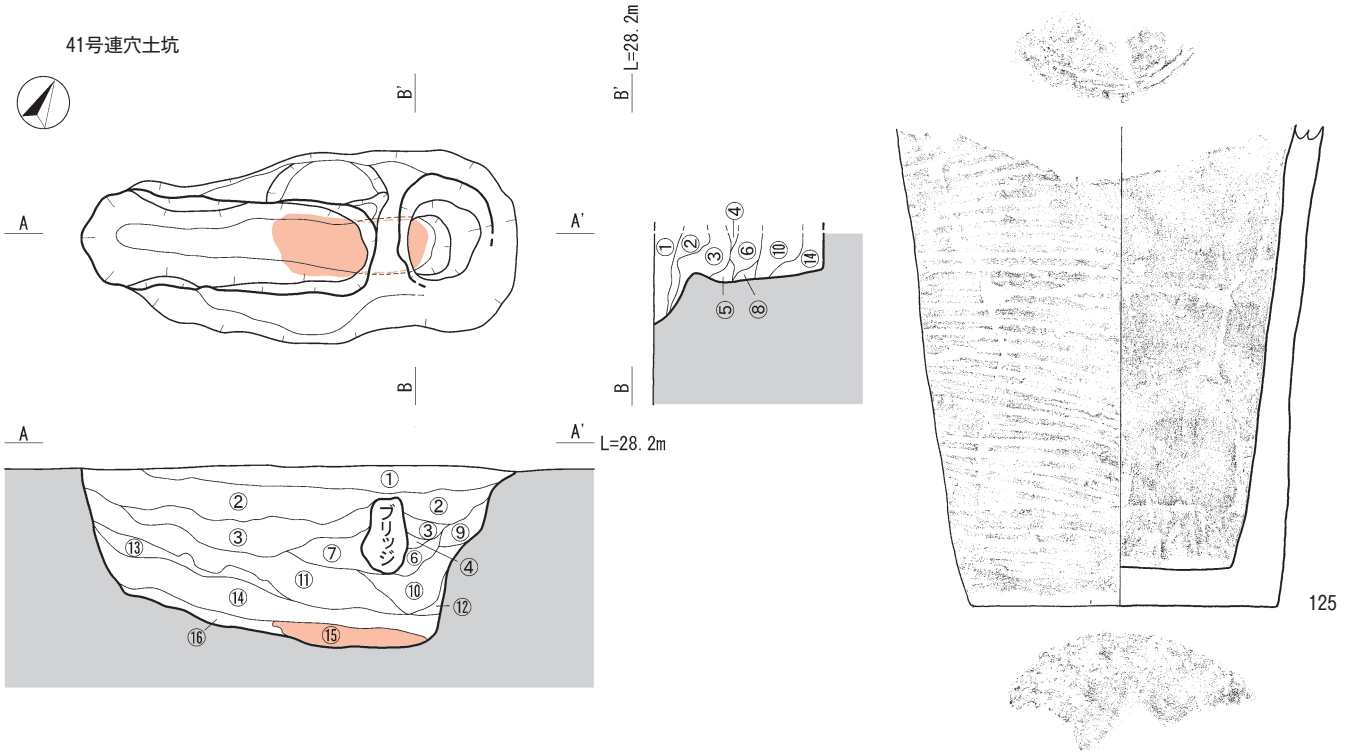 41号連穴土坑
B'
A
A'
B
B'
L=28.2m
① ② ③ ④ ⑥ ⑩ ⑭
⑤ ⑧
B
A
A'
L=28.2m
①
② ②
ブリッジ
③ ③ ⑨
⑬ ⑦ ⑥ ④
⑪ ⑩
⑭ ⑫
⑯ ⑮
125